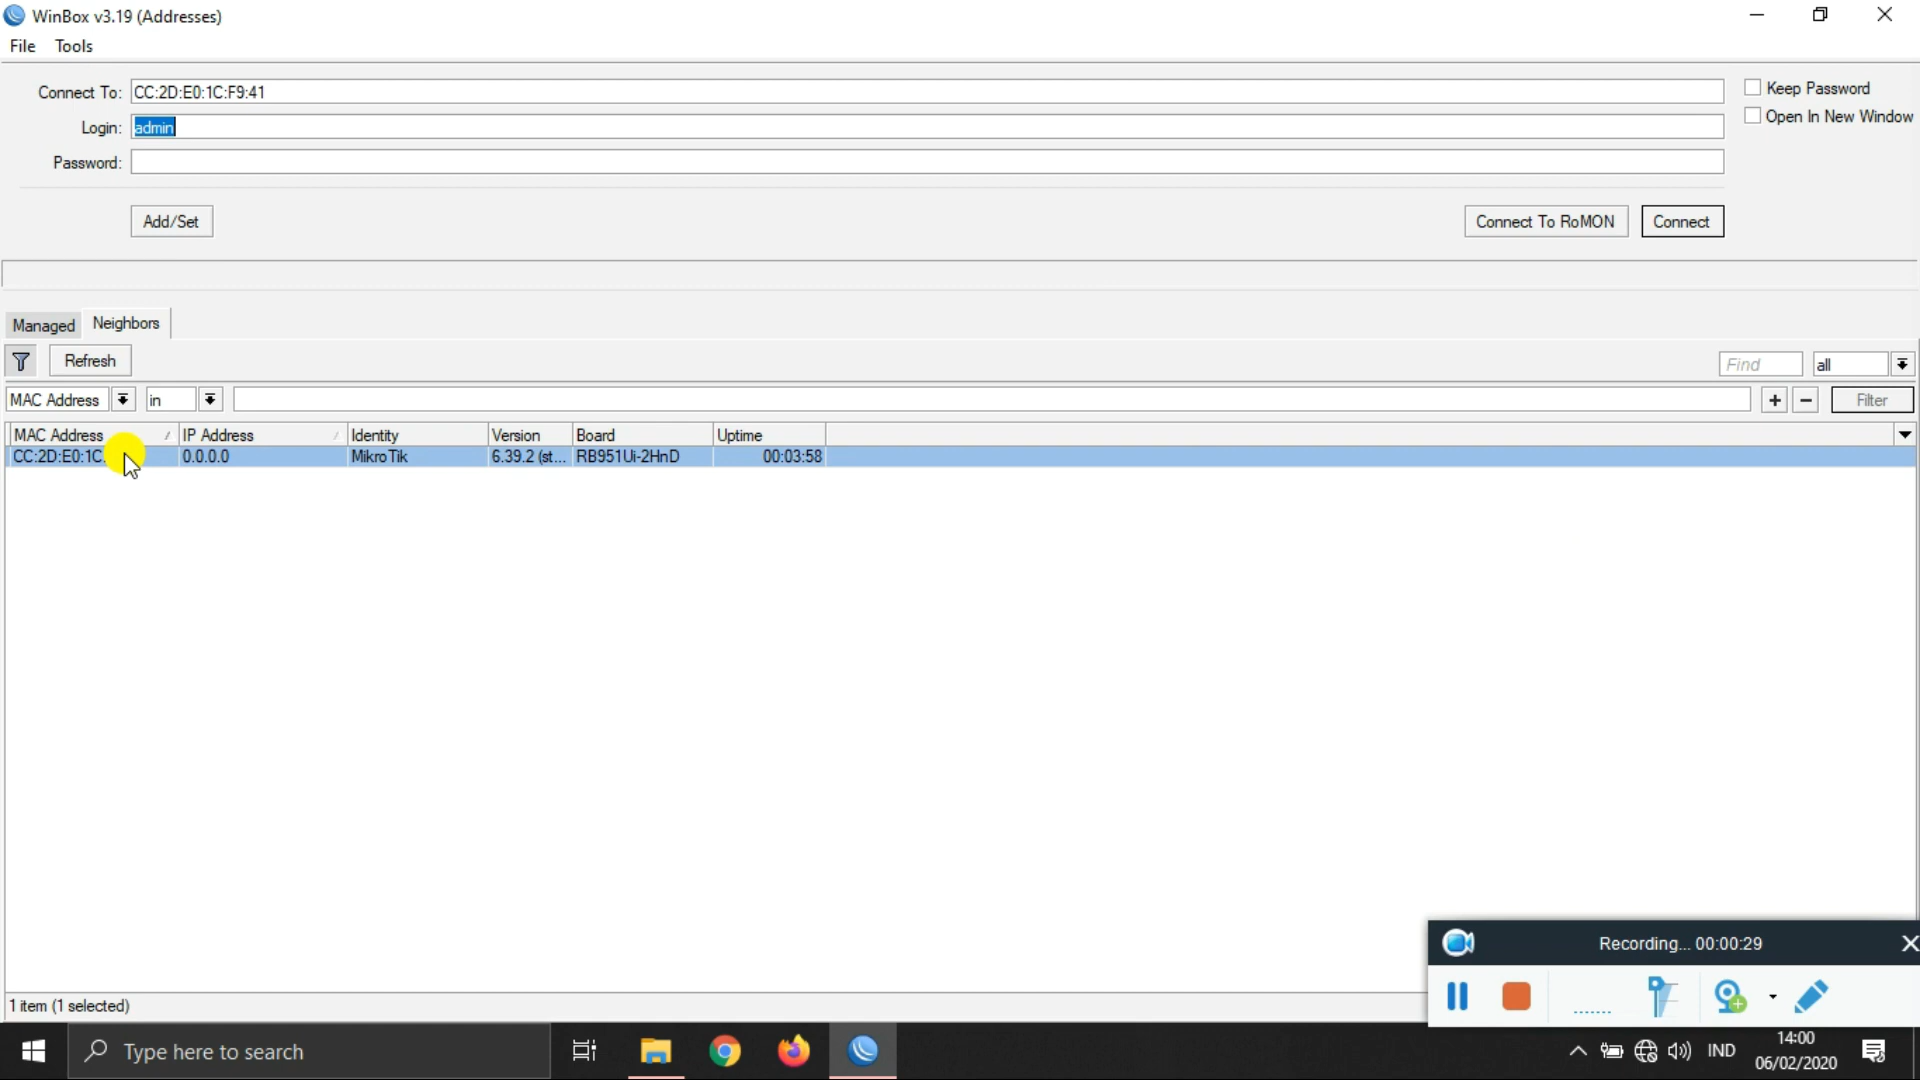 WinBox v3.19 (Addresses)
File Tools
Connect To: CC:2D:E0:1C:F9:41
Keep Password
Login: admin
Open In New Window
Password:
Add/Set Connect To RoMON Connect
Managed Neighbors
Refresh Find all
MAC Address in + − Filter
MAC Address IP Address Identity Version Board Uptime
CC:2D:E0:1C: 0.0.0.0 MikroTik 6.39.2 (st... RB951Ui-2HnD 00:03:58
Recording... 00:00:29
1 item (1 selected)
Type here to search
IND
14:00
06/02/2020